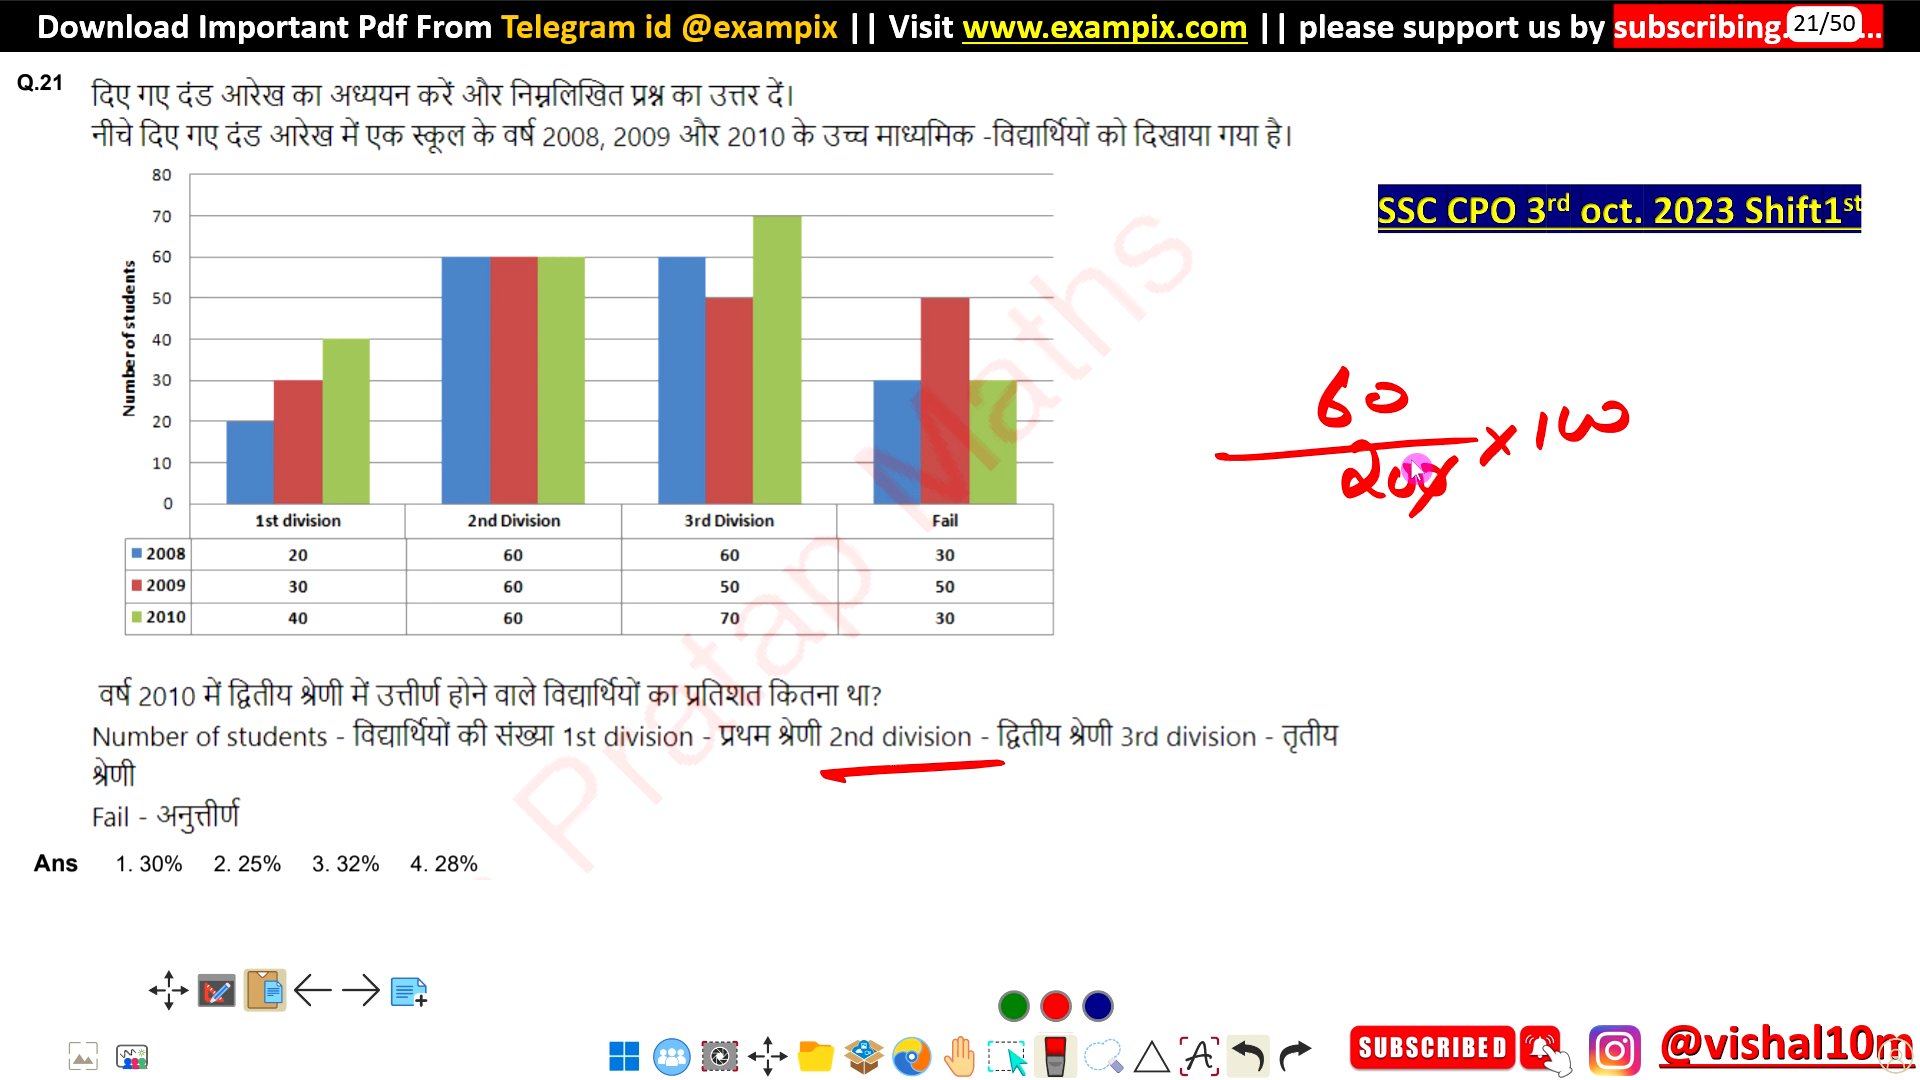 Download Important Pdf From Telegram id @exampix || Visit www.exampix.com || please support us by subscribing.
21/50
Q.21 दिए गए दंड आरेख का अध्ययन करें और निम्नलिखित प्रश्न का उत्तर दें।
नीचे दिए गए दंड आरेख में एक स्कूल के वर्ष 2008, 2009 और 2010 के उच्च माध्यमिक -विद्यार्थियों को दिखाया गया है।
SSC CPO 3rd oct. 2023 Shift1st
Number of students
80
70
60
50
40
30
20
10
0
1st division 2nd Division 3rd Division Fail
2008 20 60 60 30
2009 30 60 50 50
2010 40 60 70 30
60
200 × 100
Pratap Maths
वर्ष 2010 में द्वितीय श्रेणी में उत्तीर्ण होने वाले विद्यार्थियों का प्रतिशत कितना था?
Number of students - विद्यार्थियों की संख्या 1st division - प्रथम श्रेणी 2nd division - द्वितीय श्रेणी 3rd division - तृतीय
श्रेणी
Fail - अनुत्तीर्ण
Ans 1. 30% 2. 25% 3. 32% 4. 28%
SUBSCRIBED @vishal10m